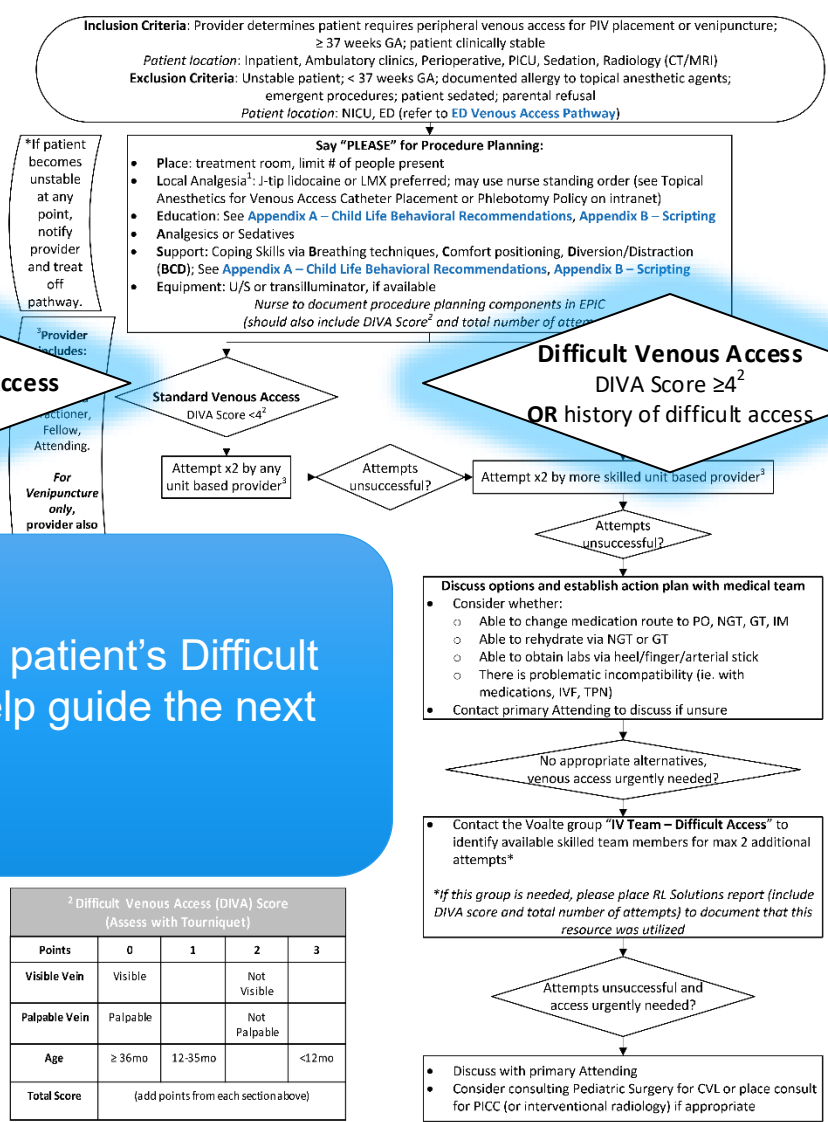 Inclusion Criteria: Provider determines patient requires peripheral venous access for PIV placement or venipuncture;
≥ 37 weeks GA; patient clinically stable
Patient location: Inpatient, Ambulatory clinics, Perioperative, PICU, Sedation, Radiology (CT/MRI)
Exclusion Criteria: Unstable patient; < 37 weeks GA; documented allergy to topical anesthetic agents;
emergent procedures; patient sedated; parental refusal
Patient location: NICU, ED (refer to ED Venous Access Pathway)
*If patient
becomes
unstable
at any
point,
notify
provider
and treat
off
pathway.
Say "PLEASE" for Procedure Planning:
• Place: treatment room, limit # of people present
• Local Analgesia1: J-tip lidocaine or LMX preferred; may use nurse standing order (see Topical
Anesthetics for Venous Access Catheter Placement or Phlebotomy Policy on intranet)
• Education: See Appendix A – Child Life Behavioral Recommendations, Appendix B – Scripting
• Analgesics or Sedatives
• Support: Coping Skills via Breathing techniques, Comfort positioning, Diversion/Distraction
(BCD); See Appendix A – Child Life Behavioral Recommendations, Appendix B – Scripting
• Equipment: U/S or transilluminator, if available
Nurse to document procedure planning components in EPIC
(should also include DIVA Score2 and total number of
3Provider
includes:
Fellow,
Attending.
For
Venipuncture
only,
provider also
ccess
Standard Venous Access
DIVA Score <4²
Difficult Venous Access
DIVA Score ≥4²
OR history of difficult access
Attempt x2 by any
unit based provider3
Attempts
unsuccessful?
Attempt x2 by more skilled unit based provider3
Attempts
unsuccessful?
patient's Difficult
elp guide the next
Discuss options and establish action plan with medical team
• Consider whether:
o Able to change medication route to PO, NGT, GT, IM
o Able to rehydrate via NGT or GT
o Able to obtain labs via heel/finger/arterial stick
o There is problematic incompatibility (ie. with
medications, IVF, TPN)
• Contact primary Attending to discuss if unsure
No appropriate alternatives,
venous access urgently needed?
• Contact the Voalte group "IV Team – Difficult Access" to
identify available skilled team members for max 2 additional
attempts*
*If this group is needed, please place RL Solutions report (include
DIVA score and total number of attempts) to document that this
resource was utilized
Attempts unsuccessful and
access urgently needed?
• Discuss with primary Attending
• Consider consulting Pediatric Surgery for CVL or place consult
for PICC (or interventional radiology) if appropriate
2 Difficult Venous Access (DIVA) Score
(Assess with Tourniquet)
Points 0 1 2 3
Visible Vein Visible Not Visible
Palpable Vein Palpable Not Palpable
Age ≥ 36mo 12-35mo <12mo
Total Score (add points from each section above)